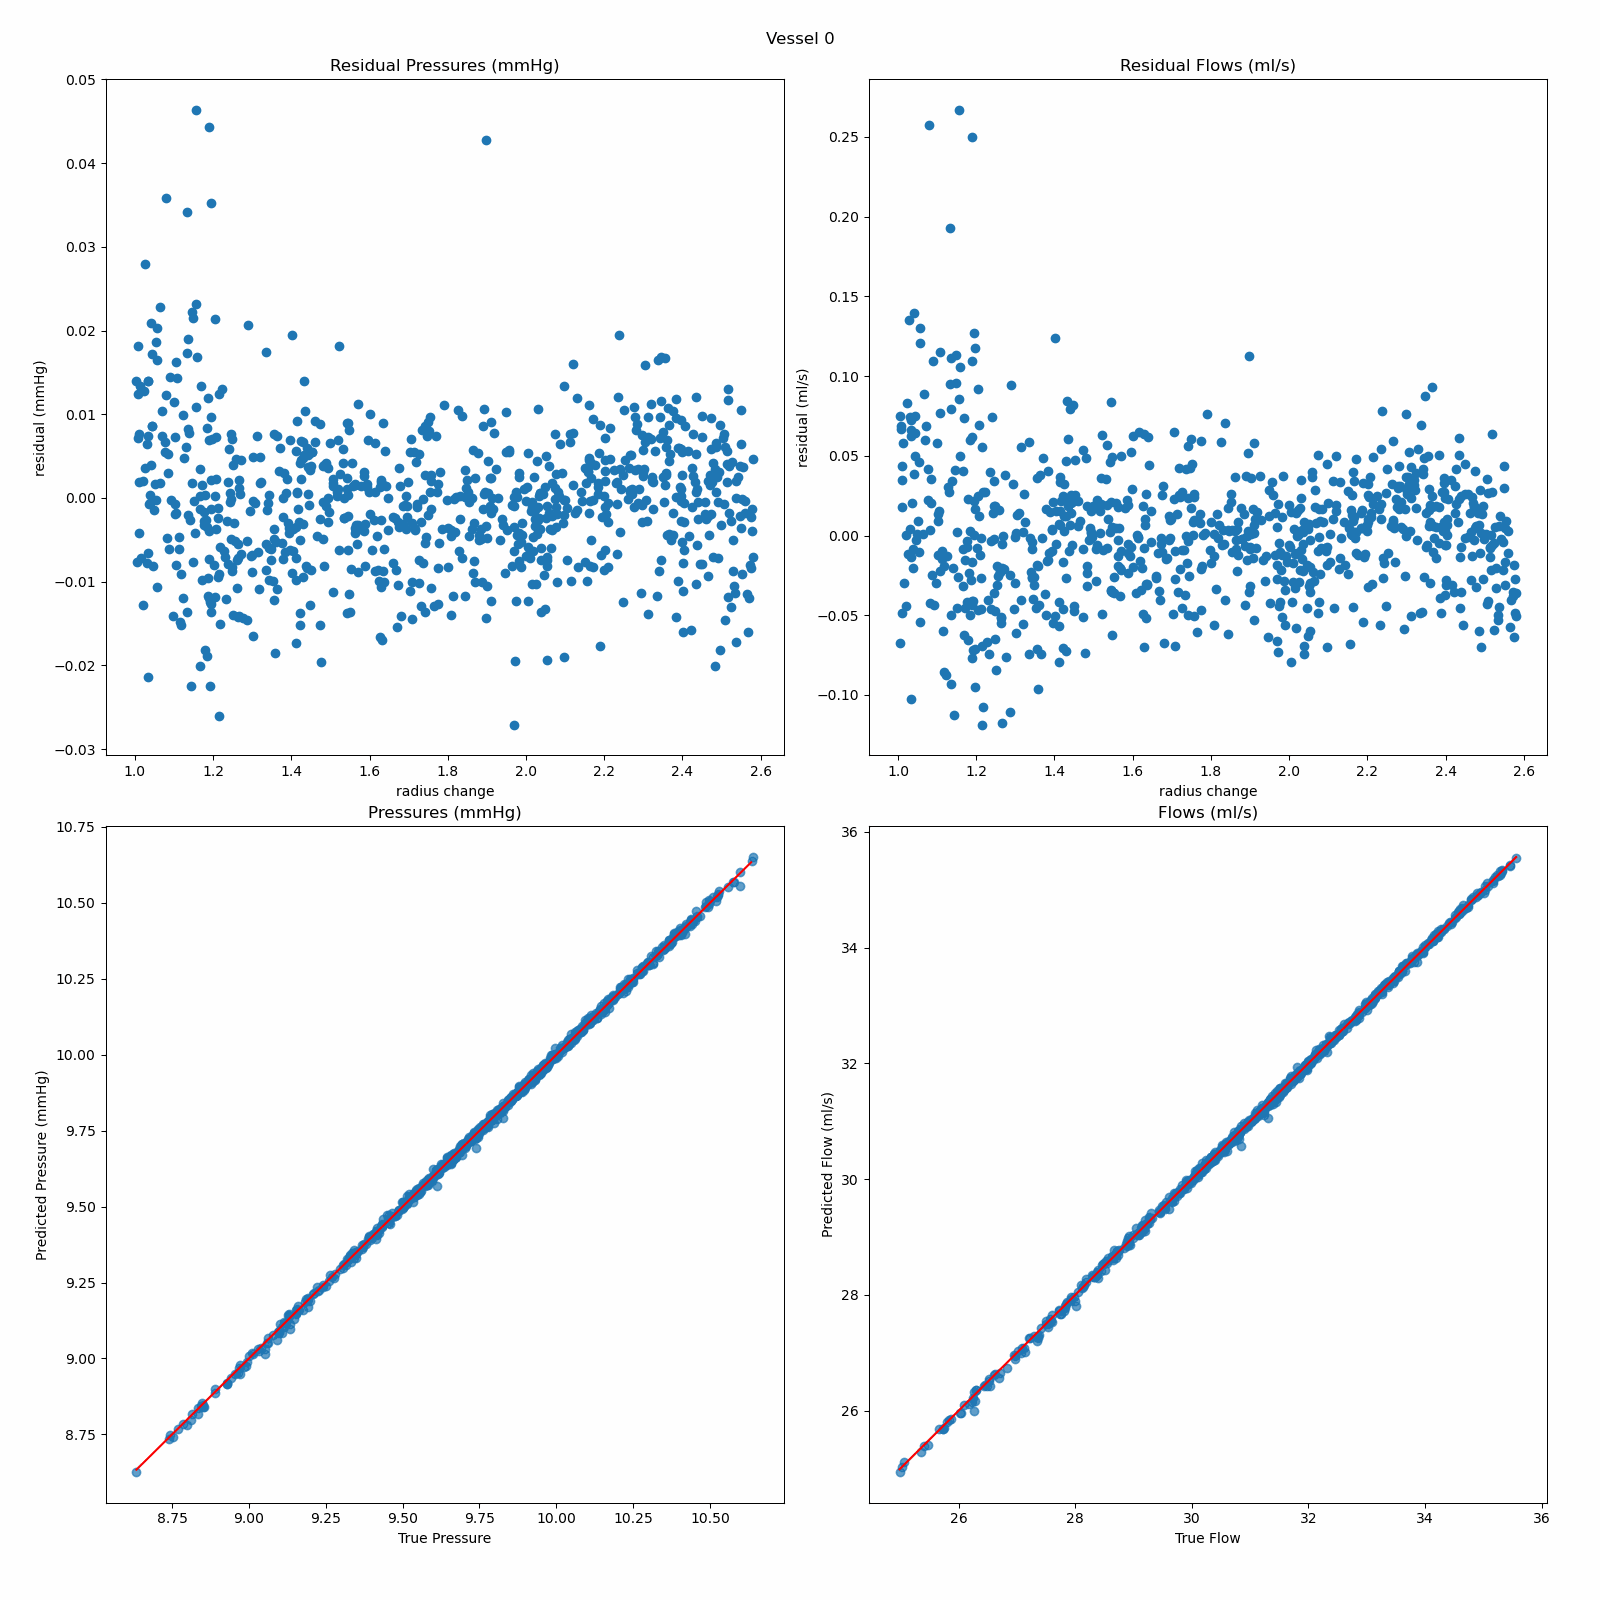 Vessel 0
Residual Pressures (mmHg)
0.05
0.04
0.03
0.02
0.01
0.00
−0.01
−0.02
−0.03
residual (mmHg)
1.0 1.2 1.4 1.6 1.8 2.0 2.2 2.4 2.6
radius change
Residual Flows (ml/s)
0.25
0.20
0.15
0.10
0.05
0.00
−0.05
−0.10
residual (ml/s)
1.0 1.2 1.4 1.6 1.8 2.0 2.2 2.4 2.6
radius change
Pressures (mmHg)
10.75
10.50
10.25
10.00
9.75
9.50
9.25
9.00
8.75
Predicted Pressure (mmHg)
8.75 9.00 9.25 9.50 9.75 10.00 10.25 10.50
True Pressure
Flows (ml/s)
36
34
32
30
28
26
Predicted Flow (ml/s)
26 28 30 32 34 36
True Flow